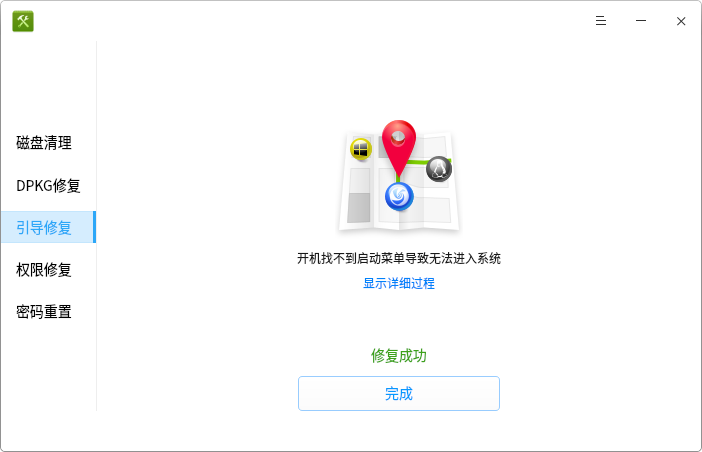 磁盘清理
DPKG修复
引导修复
权限修复
密码重置
开机找不到启动菜单导致无法进入系统
显示详细过程
修复成功
完成